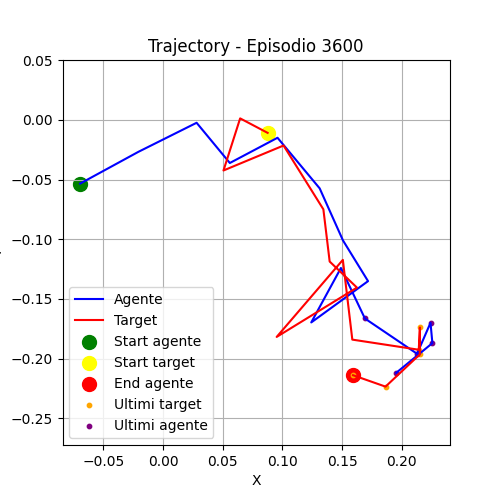 Trajectory - Episodio 3600
0.05
0.00
−0.05
−0.10
−0.15
−0.20
−0.25
Agente
Target
Start agente
Start target
End agente
Ultimi target
Ultimi agente
−0.05 0.00 0.05 0.10 0.15 0.20
X